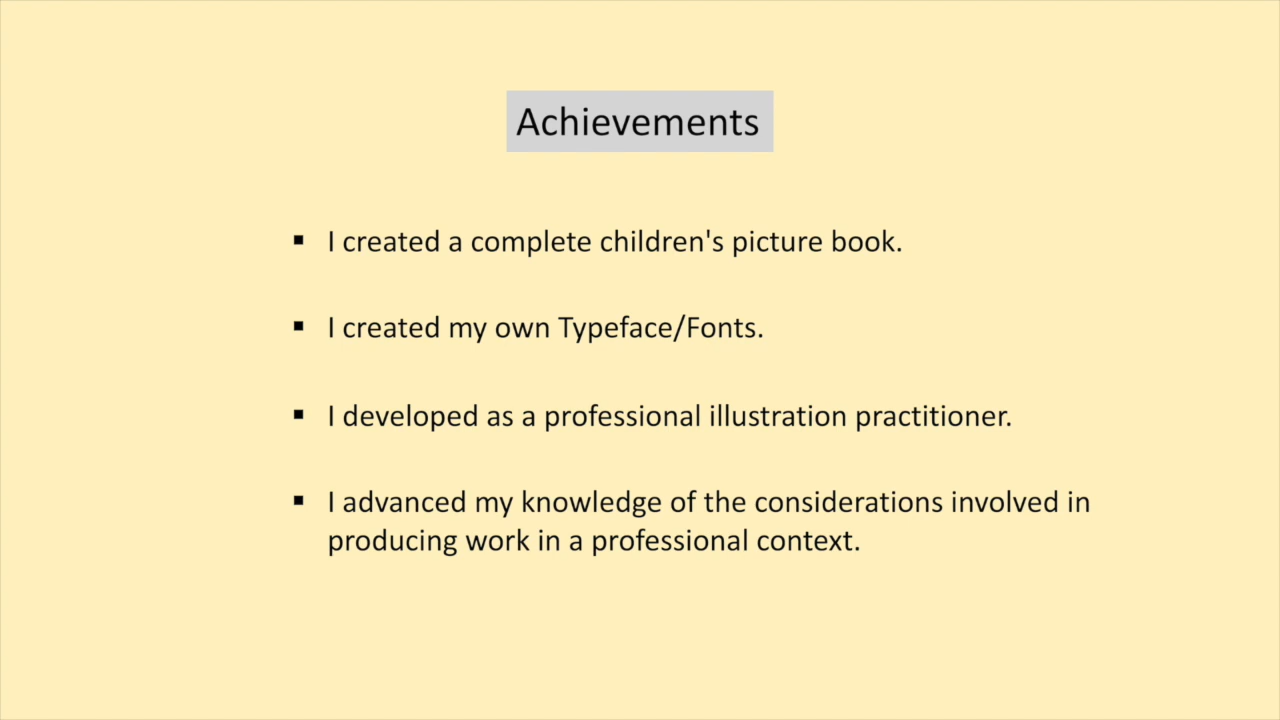 Achievements
▪ I created a complete children's picture book.
▪ I created my own Typeface/Fonts.
▪ I developed as a professional illustration practitioner.
▪ I advanced my knowledge of the considerations involved in
producing work in a professional context.